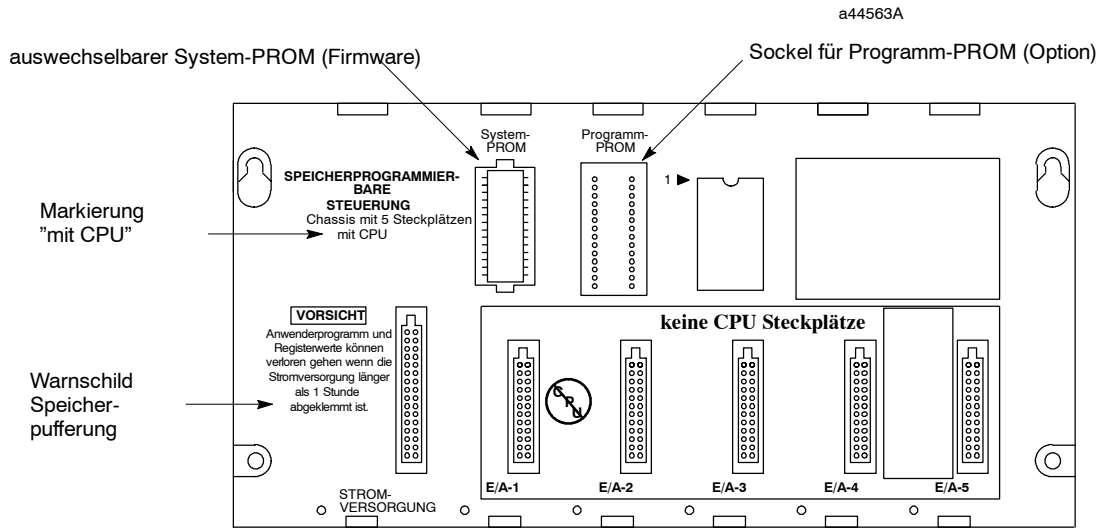 a44563A
auswechselbarer System-PROM (Firmware)
Sockel für Programm-PROM (Option)
System-
PROM
Programm-
PROM
1
SPEICHERPROGRAMMIER-
BARE
STEUERUNG
Chassis mit 5 Steckplätzen
mit CPU
Markierung
"mit CPU"
VORSICHT
Anwenderprogramm und
Registerwerte können
verloren gehen wenn die
Stromversorgung länger
als 1 Stunde
abgeklemmt ist.
Warnschild
Speicher-
pufferung
keine CPU Steckplätze
CPU
E/A-1
E/A-2
E/A-3
E/A-4
E/A-5
STROM-
VERSORGUNG